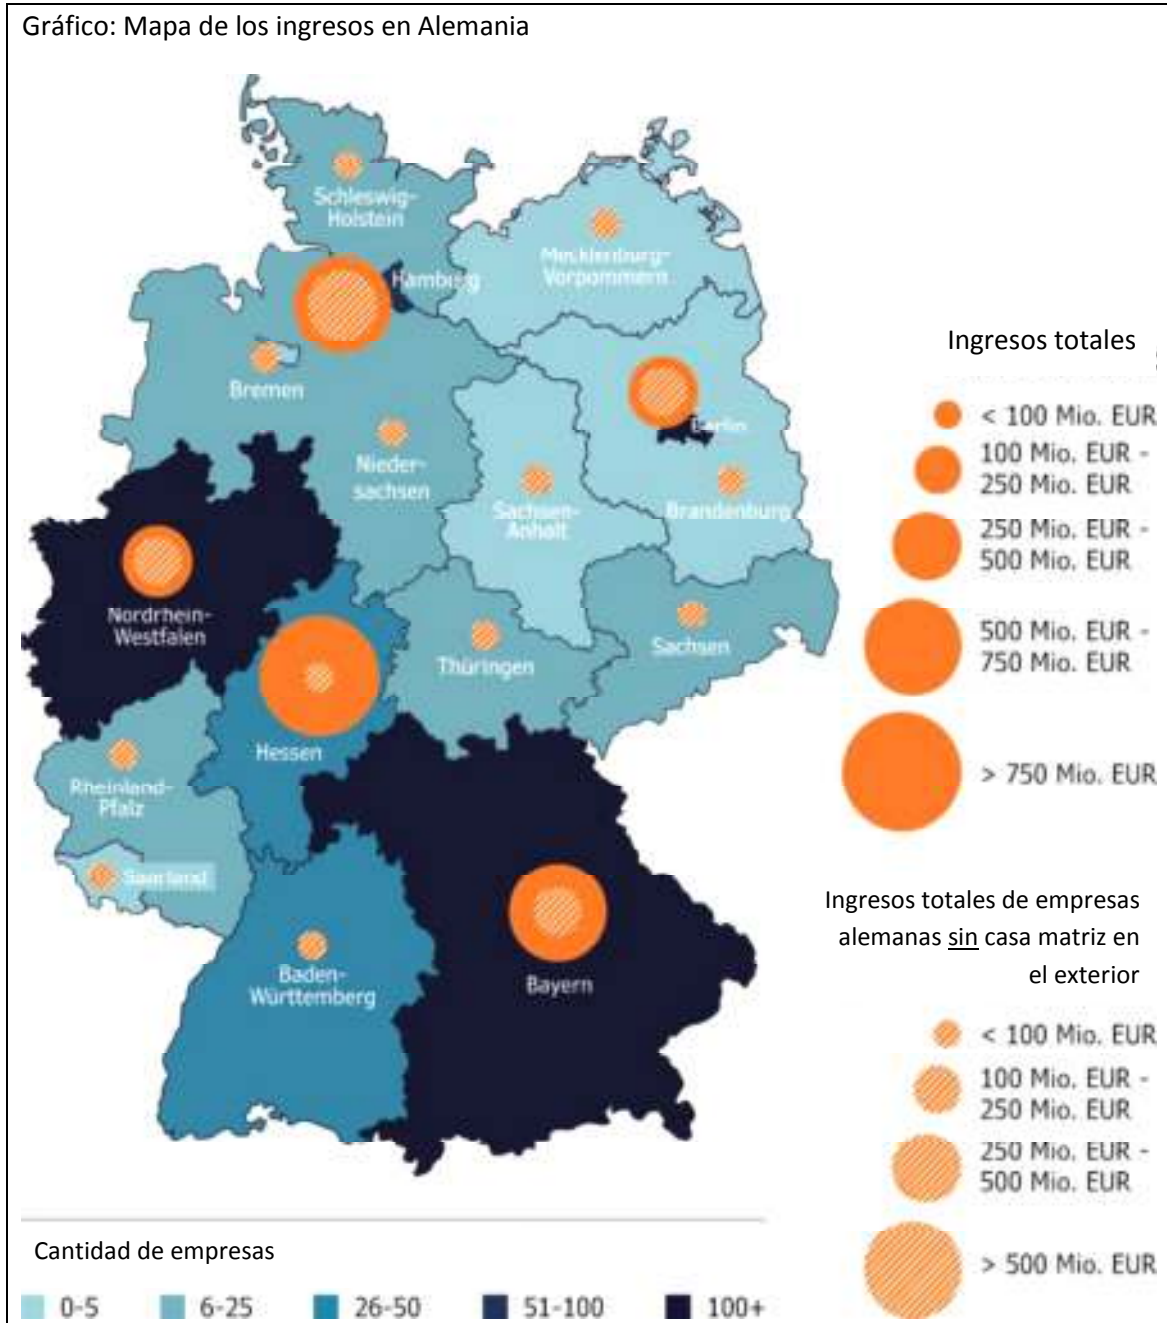 Gráfico: Mapa de los ingresos en Alemania
Schleswig-
Holstein
Mecklenburg-
Vorpommern
Hamburg
Bremen
Berlin
Nieder-
sachsen
Sachsen-
Anhalt
Brandenburg
Nordrhein-
Westfalen
Thüringen
Sachsen
Hessen
Rheinland-
Pfalz
Saarland
Baden-
Württemberg
Bayern
Ingresos totales
< 100 Mio. EUR
100 Mio. EUR -
250 Mio. EUR
250 Mio. EUR -
500 Mio. EUR
500 Mio. EUR -
750 Mio. EUR
> 750 Mio. EUR
Ingresos totales de empresas
alemanas sin casa matriz en
el exterior
< 100 Mio. EUR
100 Mio. EUR -
250 Mio. EUR
250 Mio. EUR -
500 Mio. EUR
> 500 Mio. EUR
Cantidad de empresas
0-5 6-25 26-50 51-100 100+